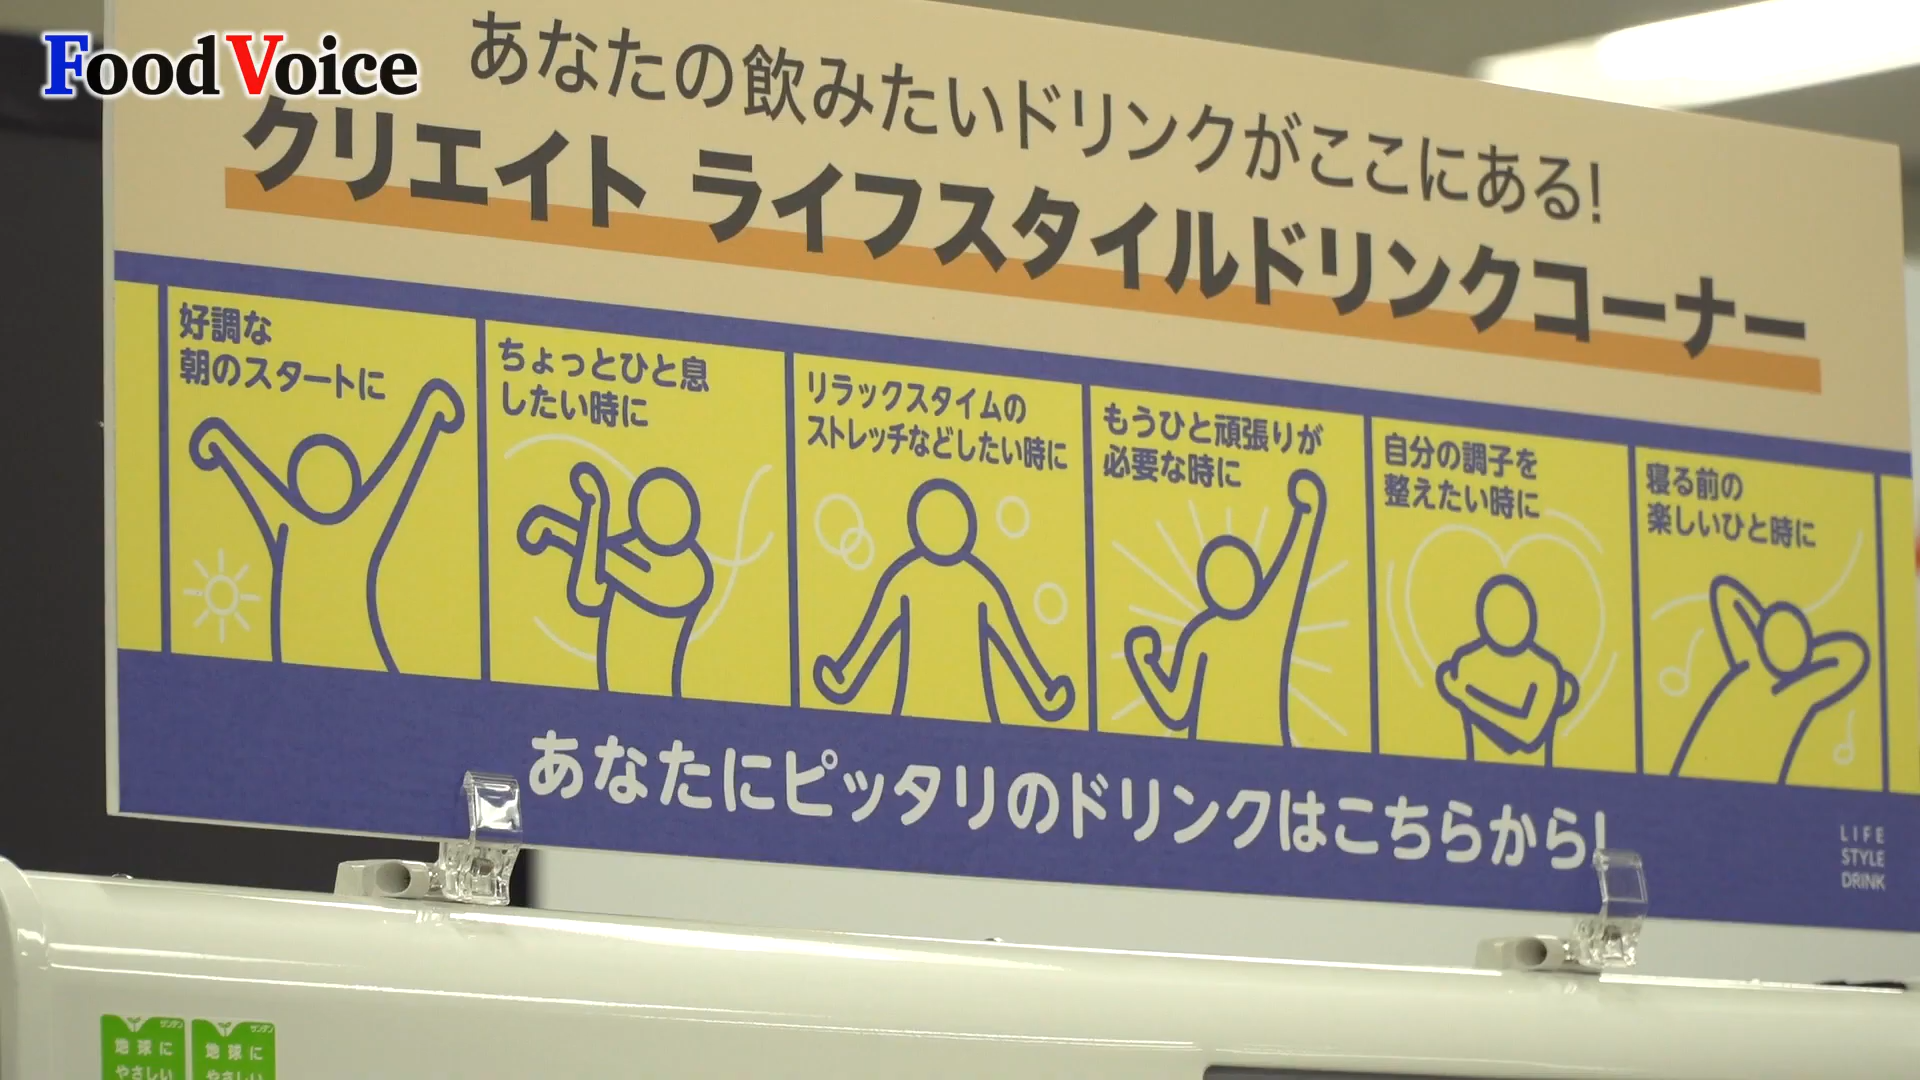 Food Voice
あなたの飲みたいドリンクがここにある!
クリエイト ライフスタイルドリンクコーナー
好調な
朝のスタートに
ちょっとひと息
したい時に
リラックスタイムの
ストレッチなどしたい時に
もうひと頑張りが
必要な時に
自分の調子を
整えたい時に
寝る前の
楽しいひと時に
あなたにピッタリのドリンクはこちらから!
LIFE
STYLE
DRINK
サンデン
地球に
やさしい
サンデン
地球に
やさしい